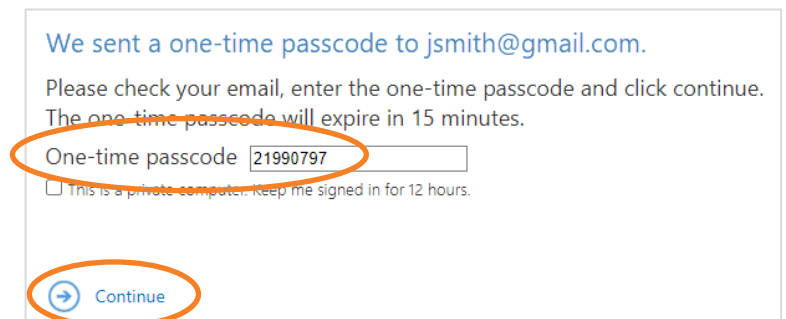 We sent a one-time passcode to jsmith@gmail.com.
Please check your email, enter the one-time passcode and click continue.
The one-time passcode will expire in 15 minutes.
One-time passcode 21990797
This is a private computer. Keep me signed in for 12 hours.
Continue